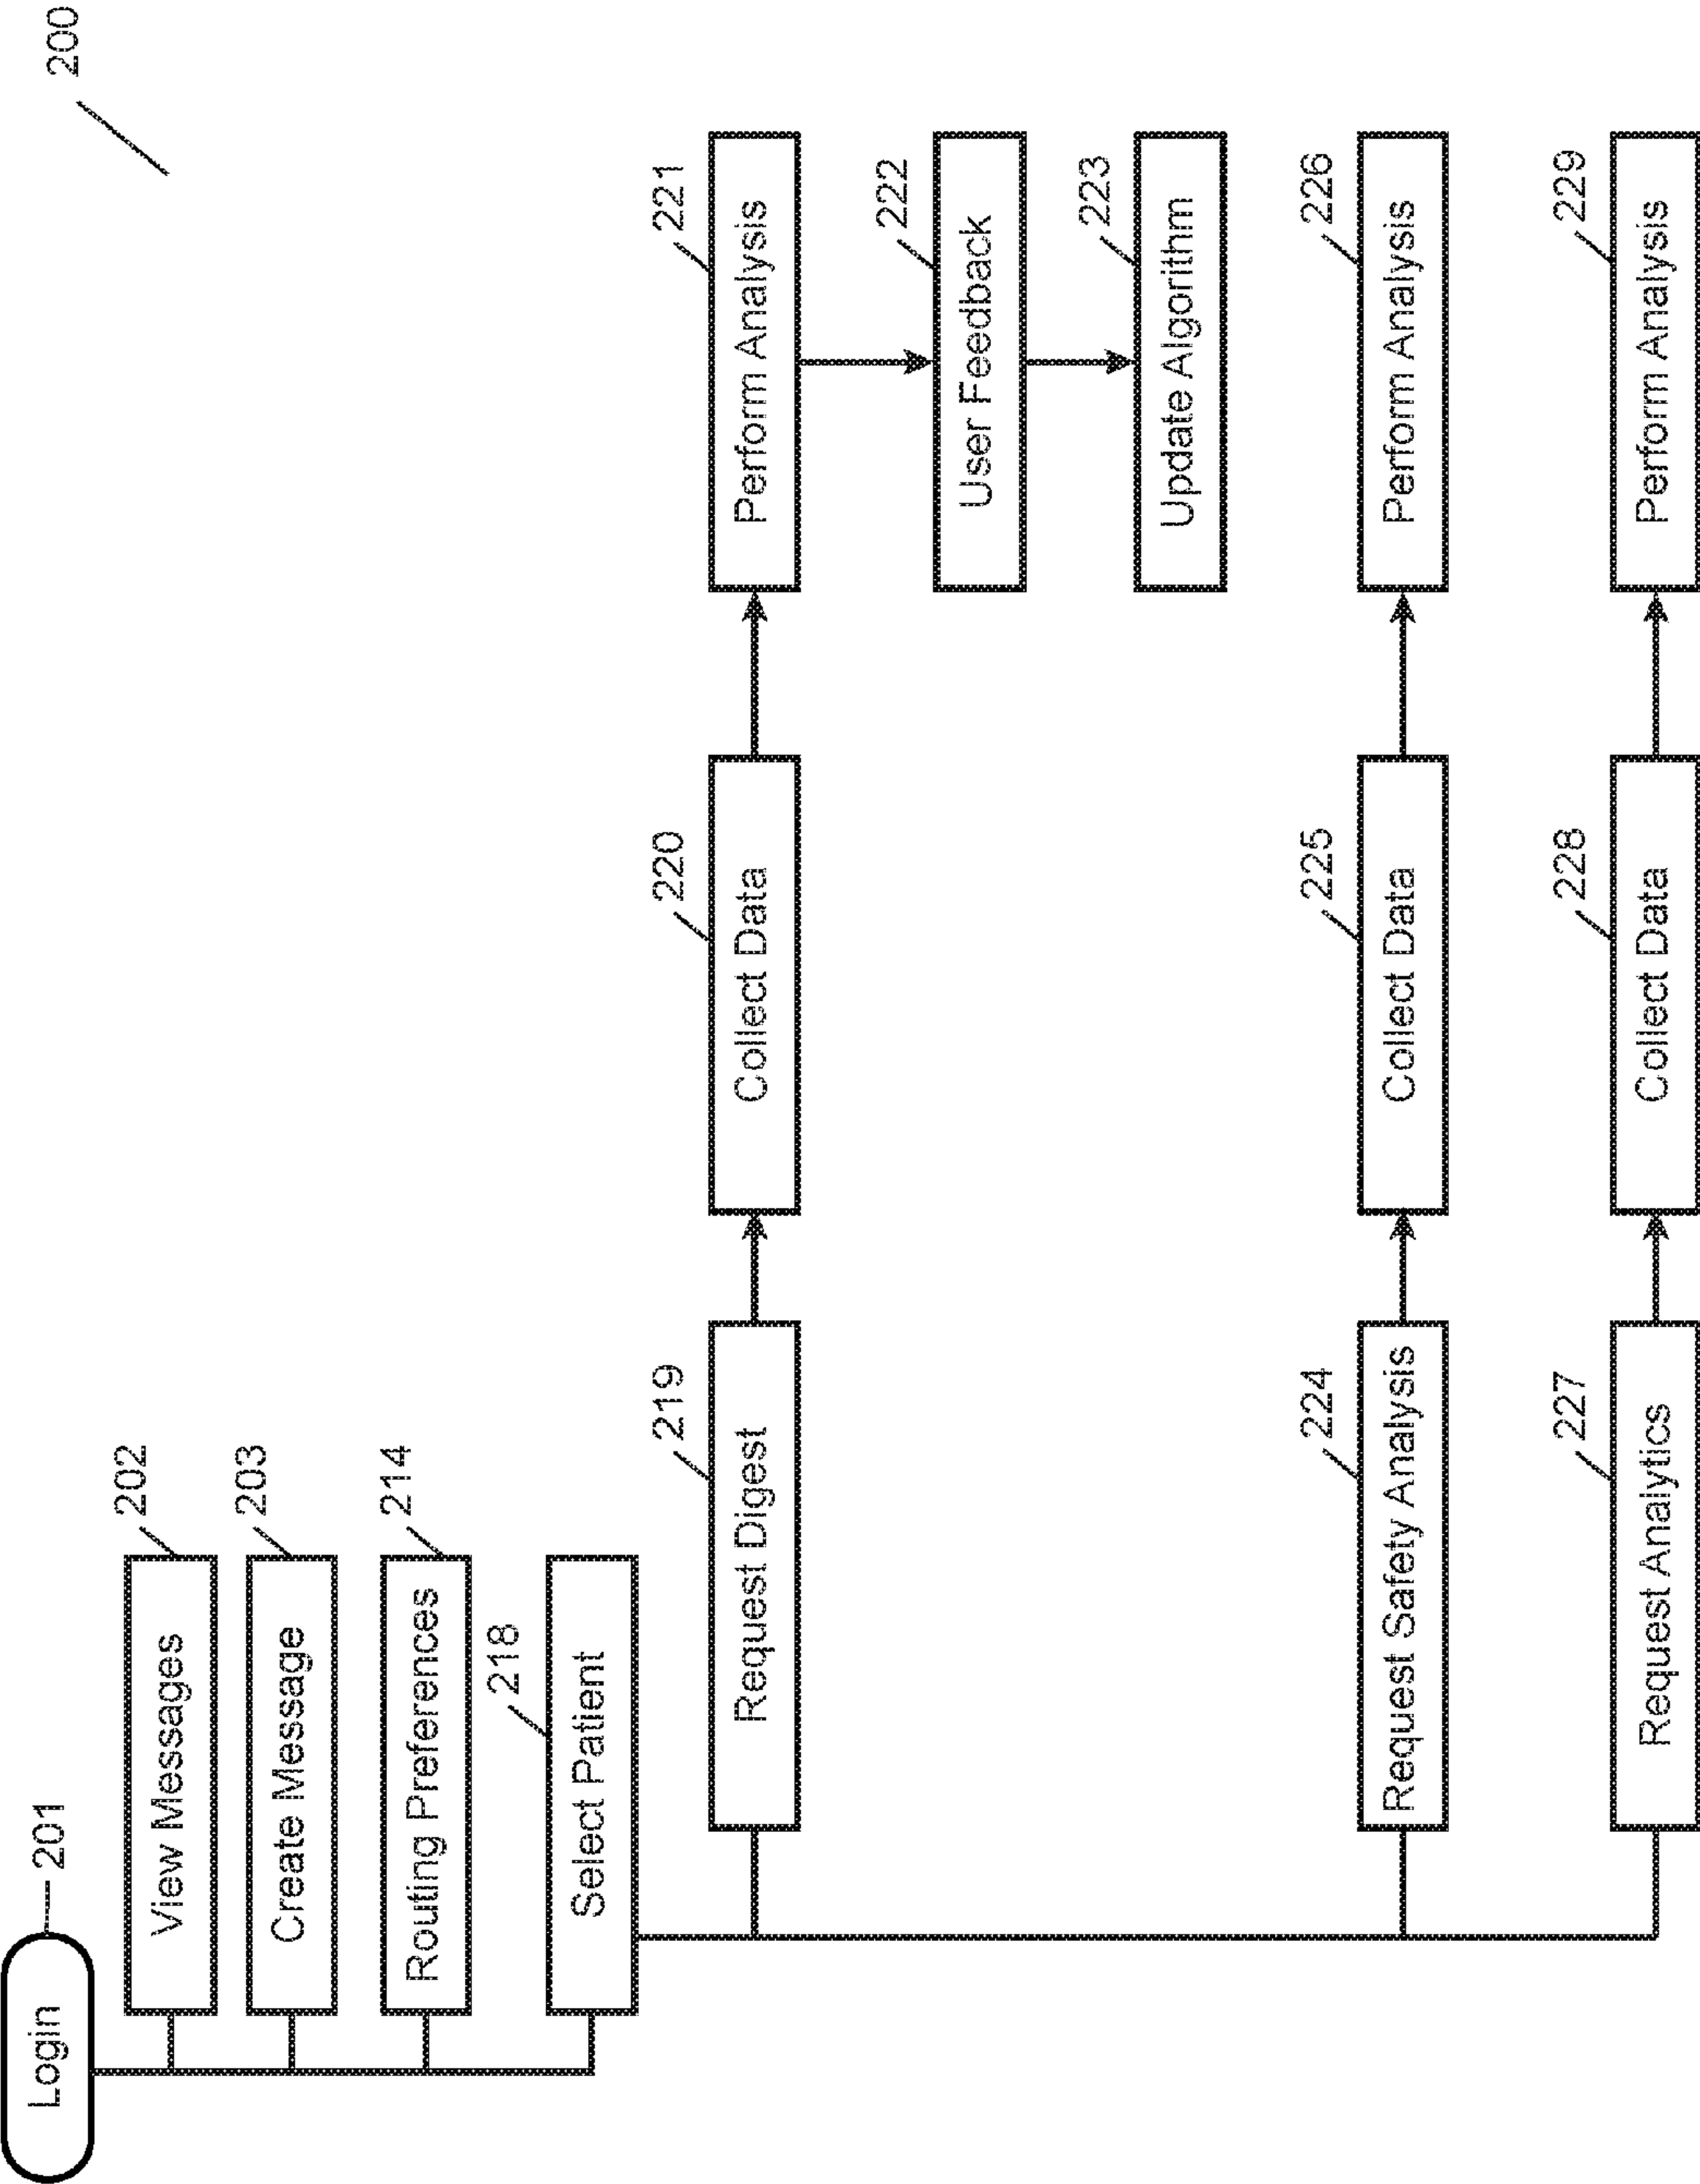 200
Login
201
View Messages
202
Create Message
203
Routing Preferences
214
Select Patient
218
Request Digest
219
Collect Data
220
Perform Analysis
221
User Feedback
222
Update Algorithm
223
Request Safety Analysis
224
Collect Data
225
Perform Analysis
226
Request Analytics
227
Collect Data
228
Perform Analysis
229